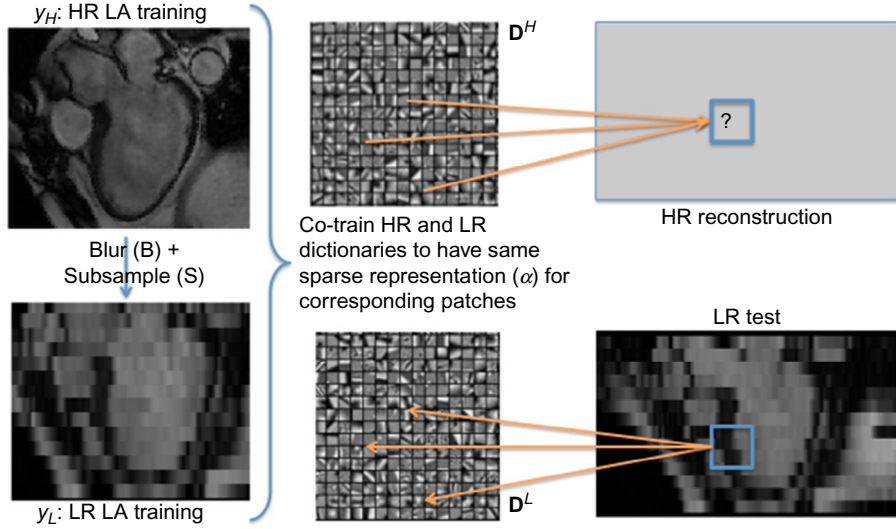 y_H: HR LA training
Blur (B) +
Subsample (S)
y_L: LR LA training
D^H
Co-train HR and LR
dictionaries to have same
sparse representation (α) for
corresponding patches
D^L
?
HR reconstruction
LR test